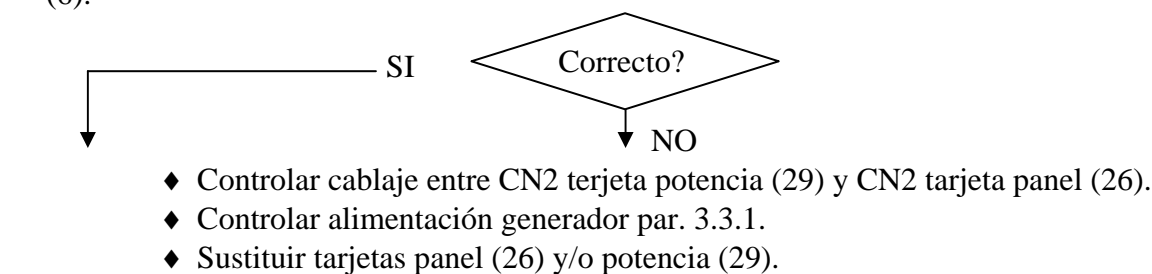 SI
Correcto?
NO
♦ Controlar cablaje entre CN2 terjeta potencia (29) y CN2 tarjeta panel (26).
♦ Controlar alimentación generador par. 3.3.1.
♦ Sustituir tarjetas panel (26) y/o potencia (29).